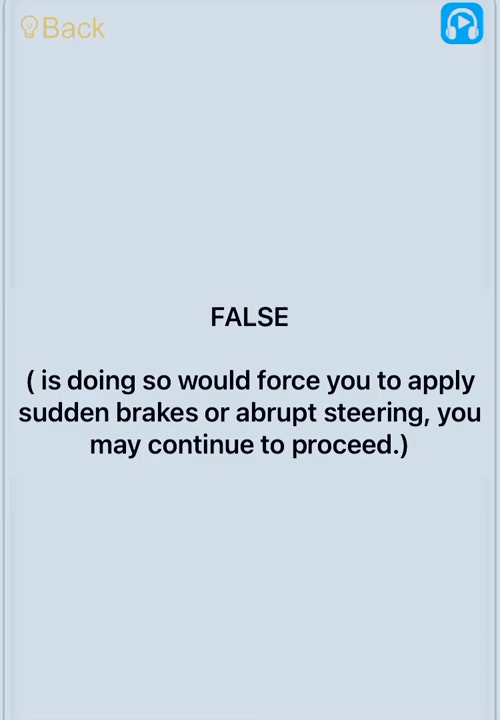 Back
FALSE
( is doing so would force you to apply
sudden brakes or abrupt steering, you
may continue to proceed.)